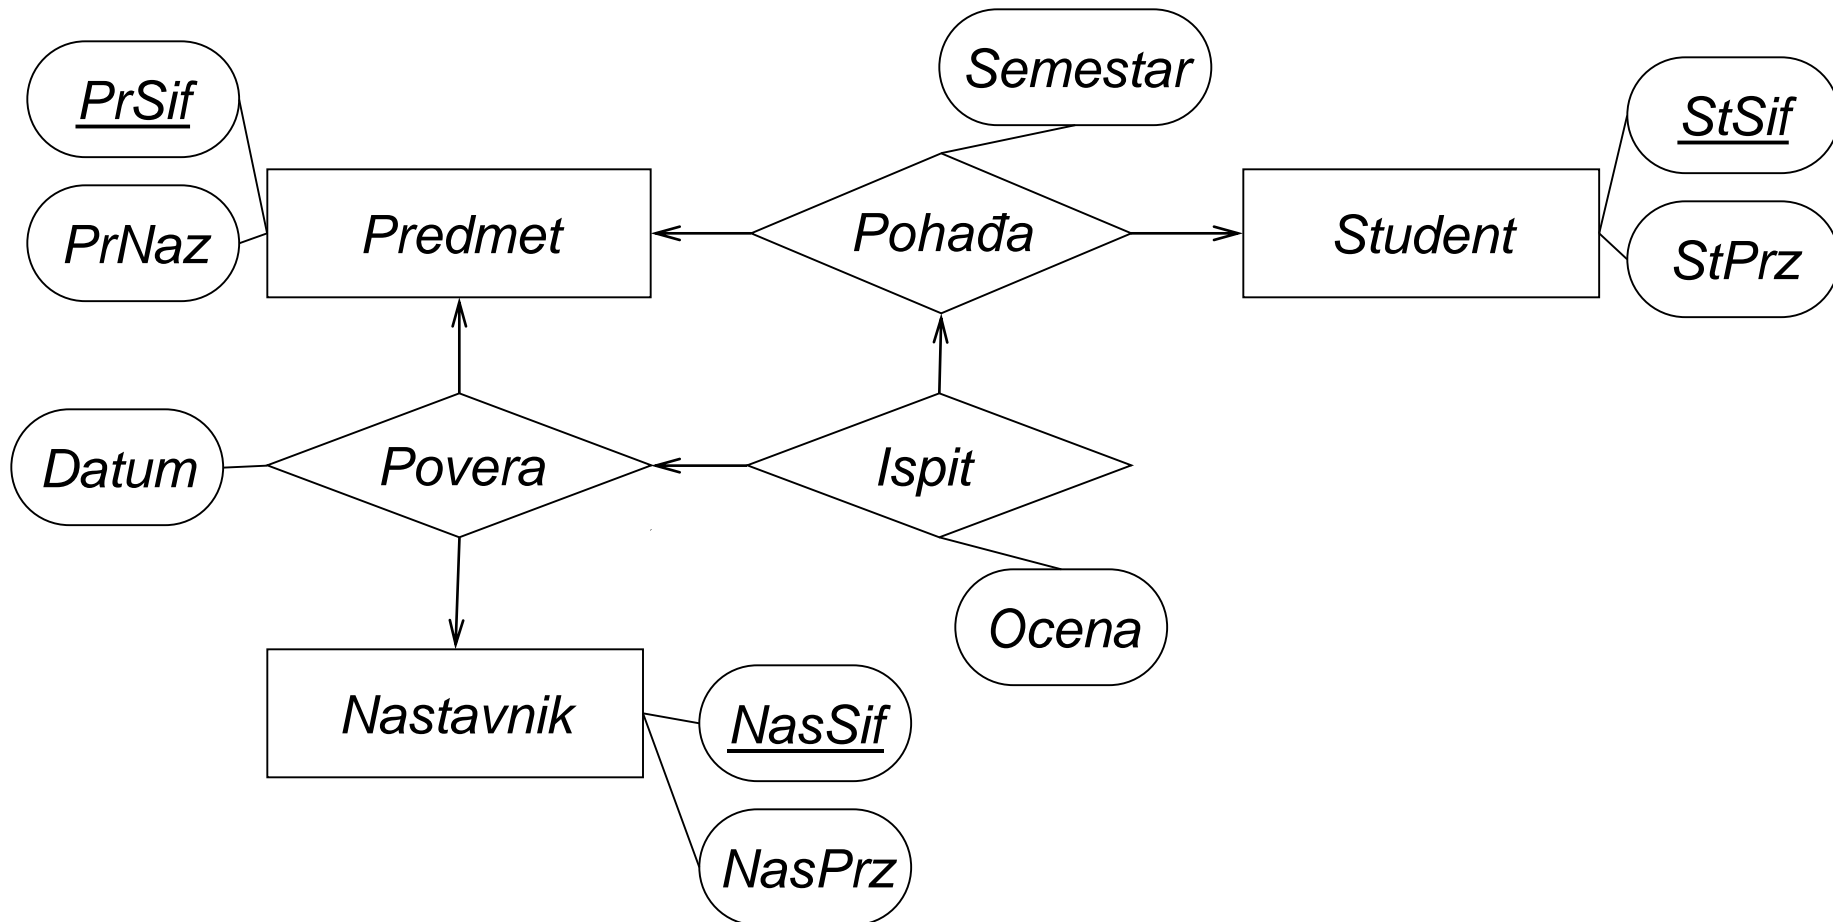 Semestar
PrSif
StSif
PrNaz
Predmet
Pohađa
Student
StPrz
Datum
Povera
Ispit
Ocena
Nastavnik
NasSif
NasPrz